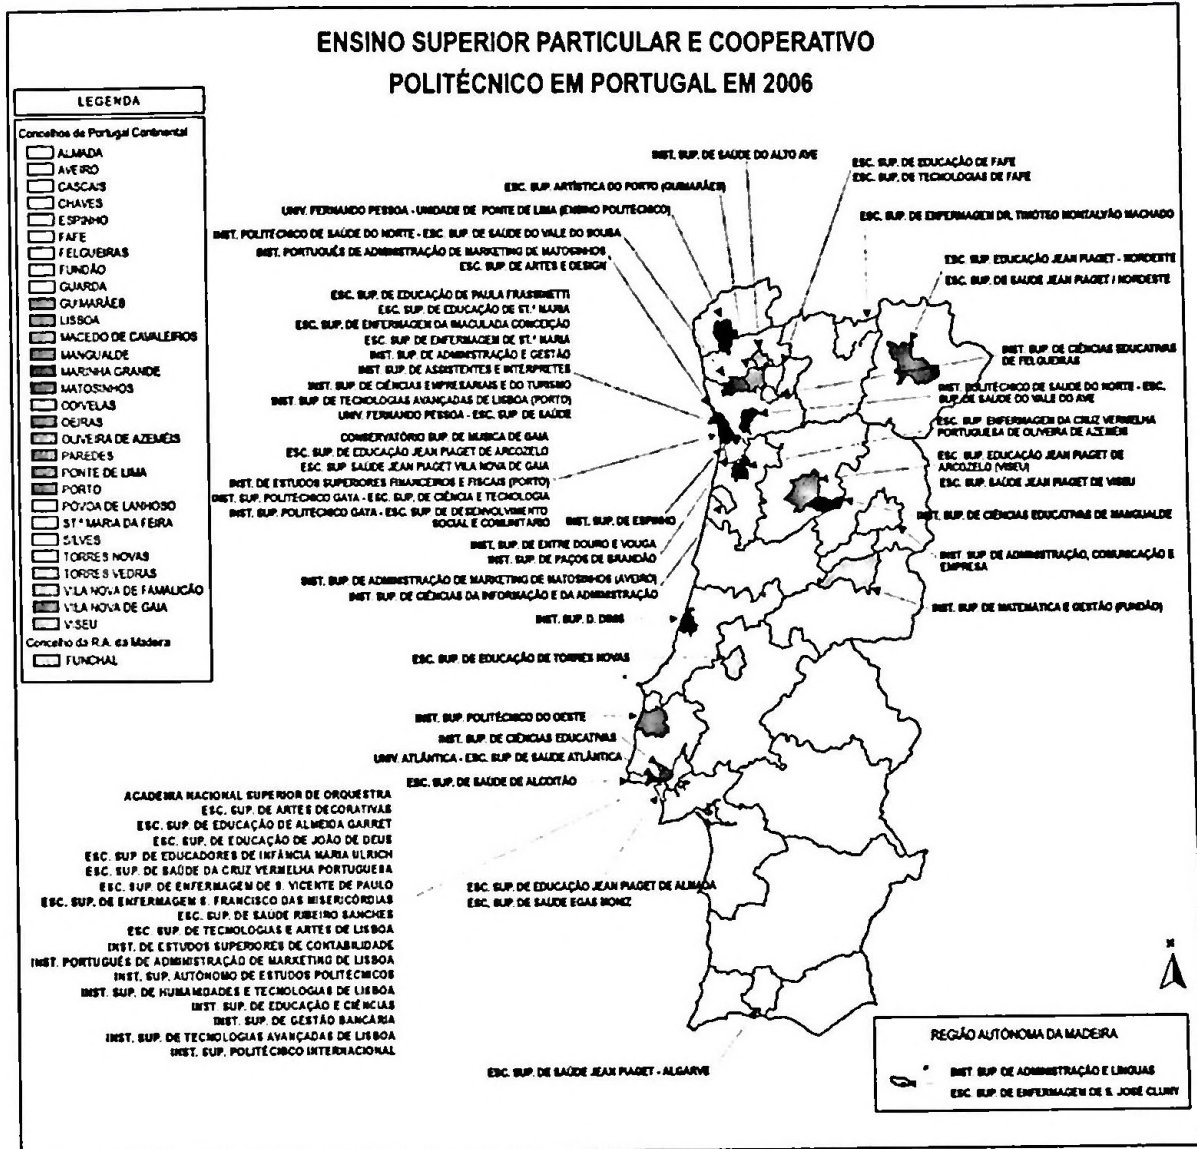 ENSINO SUPERIOR PARTICULAR E COOPERATIVO
POLITÉCNICO EM PORTUGAL EM 2006
LEGENDA
Concelhos de Portugal Continental
ALMADA
AVEIRO
CASCAIS
CHAVES
ESPINHO
FAFE
FELGUEIRAS
FUNDÃO
GUARDA
GUIMARÃES
LISBOA
MACEDO DE CAVALEIROS
MANGUALDE
MARINHA GRANDE
MATOSINHOS
ODIVELAS
OEIRAS
OLIVEIRA DE AZEMÉIS
PAREDES
PONTE DE LIMA
PORTO
POVOA DE LANHOSO
ST.ª MARIA DA FEIRA
SILVES
TORRES NOVAS
TORRES VEDRAS
VILA NOVA DE FAMALICÃO
VILA NOVA DE GAIA
VISEU
Concelho da R.A. da Madeira
FUNCHAL
INST. SUP. DE SAÚDE DO ALTO AVE
ESC. SUP. ARTÍSTICA DO PORTO (GUIMARÃES)
UNIV. FERNANDO PESSOA - UNIDADE DE PONTE DE LIMA (ENSINO POLITÉCNICO)
INST. POLITÉCNICO DE SAÚDE DO NORTE - ESC. SUP. DE SAÚDE DO VALE DO SOUSA
INST. PORTUGUÊS DE ADMINISTRAÇÃO DE MARKETING DE MATOSINHOS
ESC. SUP. DE ARTES E DESIGN
ESC. SUP. DE EDUCAÇÃO DE PAULA FRASSINETTI
ESC. SUP. DE EDUCAÇÃO DE ST.ª MARIA
ESC. SUP. DE ENFERMAGEM DA IMACULADA CONCEIÇÃO
ESC. SUP. DE ENFERMAGEM DE ST.ª MARIA
INST. SUP. DE ADMINISTRAÇÃO E GESTÃO
INST. SUP. DE ASSISTENTES E INTÉRPRETES
INST. SUP. DE CIÊNCIAS EMPRESARIAIS E DO TURISMO
INST. SUP. DE TECNOLOGIAS AVANÇADAS DE LISBOA (PORTO)
UNIV. FERNANDO PESSOA - ESC. SUP. DE SAÚDE
CONSERVATÓRIO SUP. DE MUSICA DE GAIA
ESC. SUP. DE EDUCAÇÃO JEAN PIAGET DE ARCOZELO
ESC. SUP. SAÚDE JEAN PIAGET VILA NOVA DE GAIA
INST. DE ESTUDOS SUPERIORES FINANCEIROS E FISCAIS (PORTO)
INST. SUP. POLITÉCNICO GAYA - ESC. SUP. DE CIÊNCIA E TECNOLOGIA
INST. SUP. POLITÉCNICO GAYA - ESC. SUP. DE DESENVOLVIMENTO
SOCIAL E COMUNITÁRIO
INST. SUP. DE ESPINHO
INST. SUP. DE ENTRE DOURO E VOUGA
INST. SUP. DE PAÇOS DE BRANDÃO
INST. SUP. DE ADMINISTRAÇÃO DE MARKETING DE MATOSINHOS (AVEIRO)
INST. SUP. DE CIÊNCIAS DA INFORMAÇÃO E DA ADMINISTRAÇÃO
INST. SUP. D. DINIS
ESC. SUP. DE EDUCAÇÃO DE TORRES NOVAS
INST. SUP. POLITÉCNICO DO OESTE
INST. SUP. DE CIÊNCIAS EDUCATIVAS
UNIV. ATLÂNTICA - ESC. SUP. DE SAÚDE ATLÂNTICA
ESC. SUP. DE SAÚDE DE ALCOITÃO
ACADEMIA NACIONAL SUPERIOR DE ORQUESTRA
ESC. SUP. DE ARTES DECORATIVAS
ESC. SUP. DE EDUCAÇÃO DE ALMEIDA GARRET
ESC. SUP. DE EDUCAÇÃO DE JOÃO DE DEUS
ESC. SUP. DE EDUCADORES DE INFÂNCIA MARIA ULRICH
ESC. SUP. DE SAÚDE DA CRUZ VERMELHA PORTUGUESA
ESC. SUP. DE ENFERMAGEM DE S. VICENTE DE PAULO
ESC. SUP. DE ENFERMAGEM S. FRANCISCO DAS MISERICÓRDIAS
ESC. SUP. DE SAÚDE RIBEIRO SANCHES
ESC. SUP. DE TECNOLOGIAS E ARTES DE LISBOA
INST. DE ESTUDOS SUPERIORES DE CONTABILIDADE
INST. PORTUGUÊS DE ADMINISTRAÇÃO DE MARKETING DE LISBOA
INST. SUP. AUTÓNOMO DE ESTUDOS POLITÉCNICOS
INST. SUP. DE HUMANIDADES E TECNOLOGIAS DE LISBOA
INST. SUP. DE EDUCAÇÃO E CIÊNCIAS
INST. SUP. DE GESTÃO BANCÁRIA
INST. SUP. DE TECNOLOGIAS AVANÇADAS DE LISBOA
INST. SUP. POLITÉCNICO INTERNACIONAL
ESC. SUP. DE EDUCAÇÃO JEAN PIAGET DE ALMADA
ESC. SUP. DE SAÚDE EGAS MONIZ
ESC. SUP. DE SAÚDE JEAN PIAGET - ALGARVE
ESC. SUP. DE EDUCAÇÃO DE FAFE
ESC. SUP. DE TECNOLOGIAS DE FAFE
ESC. SUP. DE ENFERMAGEM DR. TIMÓTEO MONTALVÃO MACHADO
ESC. SUP. EDUCAÇÃO JEAN PIAGET - NORDESTE
ESC. SUP. DE SAÚDE JEAN PIAGET / NORDESTE
INST. SUP. DE CIÊNCIAS EDUCATIVAS
DE FELGUEIRAS
INST. POLITÉCNICO DE SAÚDE DO NORTE - ESC.
SUP. DE SAÚDE DO VALE DO AVE
ESC. SUP. ENFERMAGEM DA CRUZ VERMELHA
PORTUGUESA DE OLIVEIRA DE AZEMÉIS
ESC. SUP. EDUCAÇÃO JEAN PIAGET DE
ARCOZELO (VISEU)
ESC. SUP. SAÚDE JEAN PIAGET DE VISEU
INST. SUP. DE CIÊNCIAS EDUCATIVAS DE MANGUALDE
INST. SUP. DE ADMINISTRAÇÃO, COMUNICAÇÃO E
EMPRESA
INST. SUP. DE MATEMÁTICA E GESTÃO (FUNDÃO)
N
REGIÃO AUTÓNOMA DA MADEIRA
INST. SUP. DE ADMINISTRAÇÃO E LINGUAS
ESC. SUP. DE ENFERMAGEM DE S. JOSÉ CLUNY